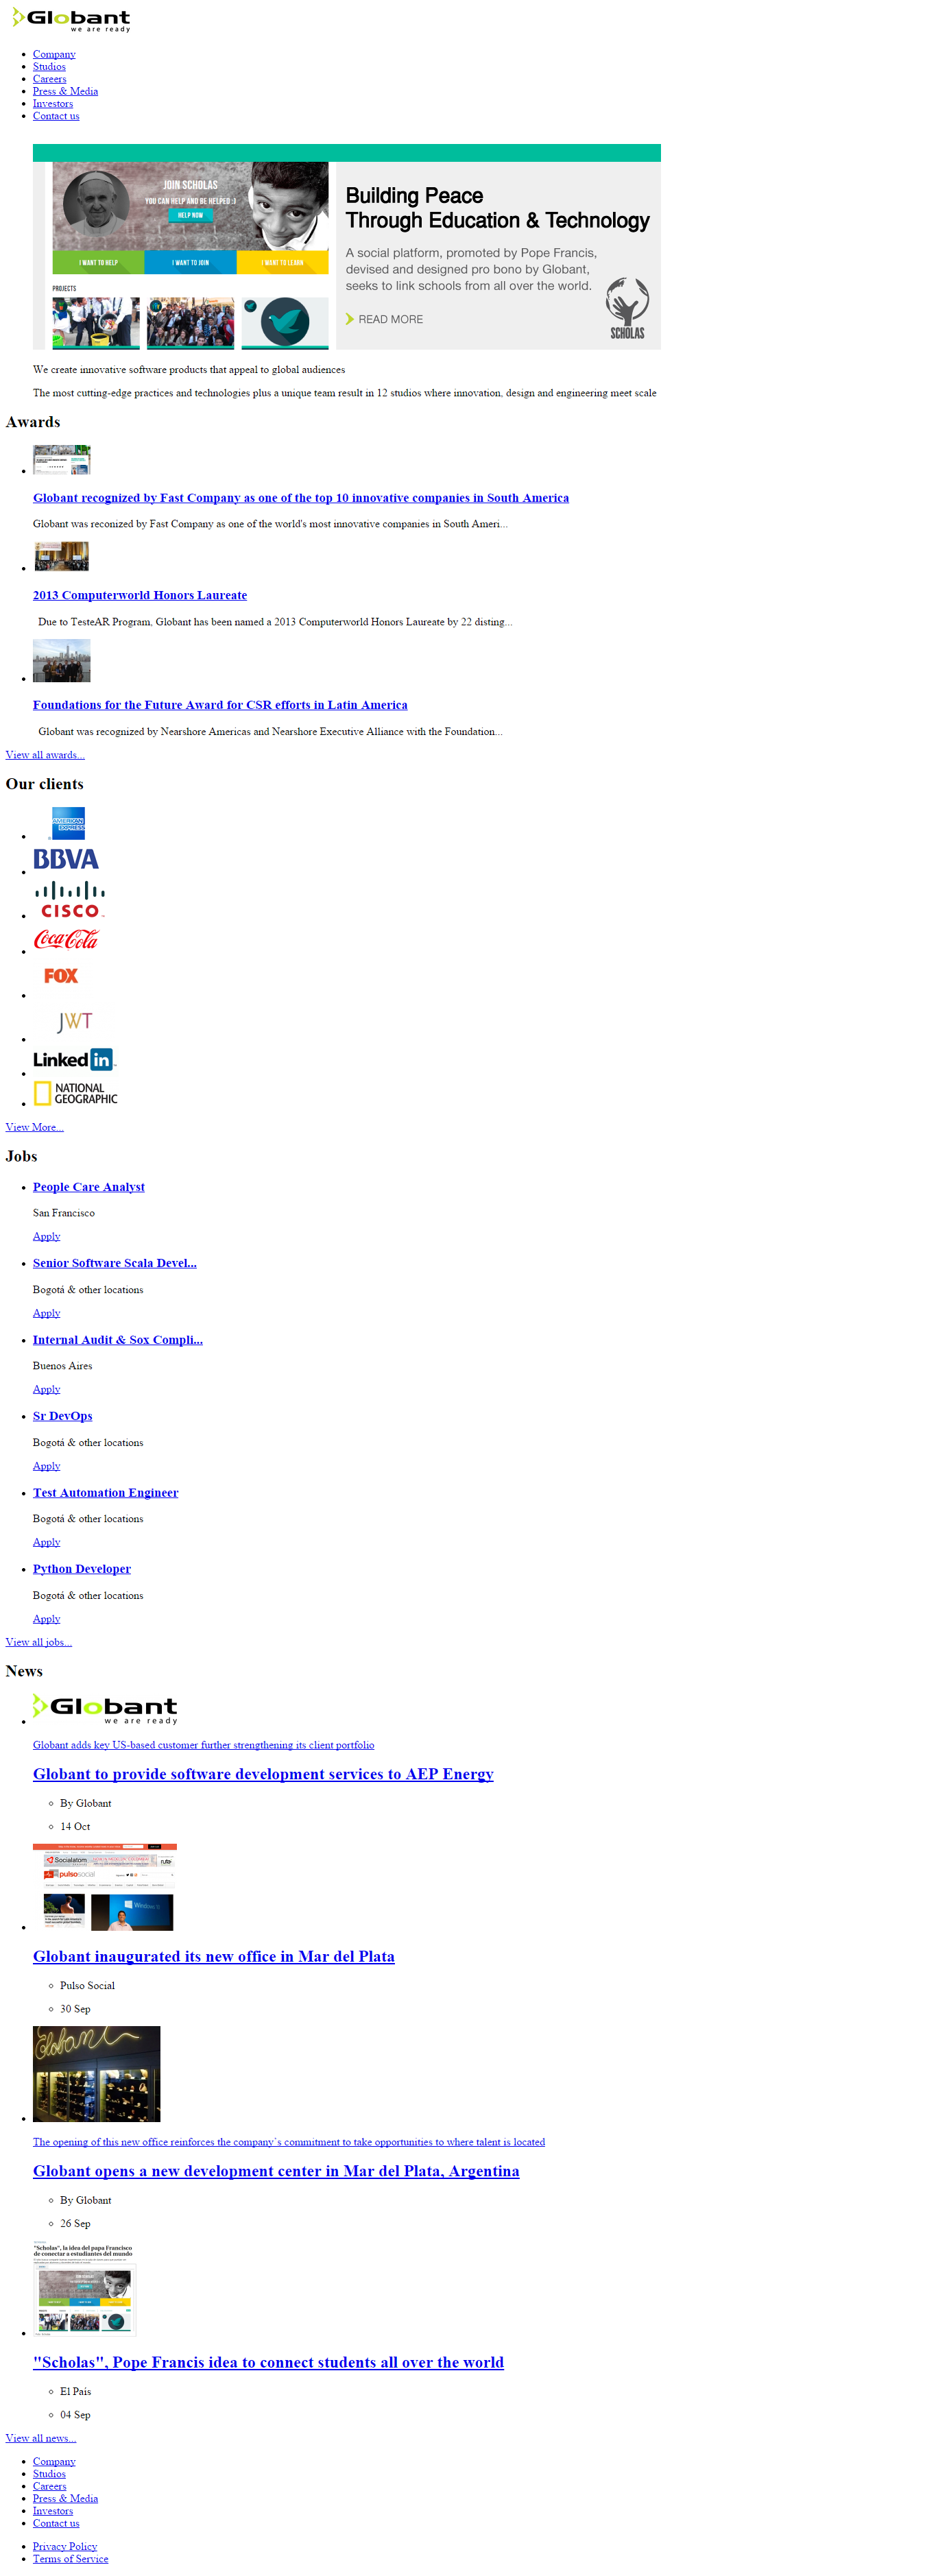 Globant
we are ready
Company
Studios
Careers
Press & Media
Investors
Contact us
JOIN SCHOLAS
YOU CAN HELP AND BE HELPED :)
HELP NOW
I WANT TO HELP
I WANT TO JOIN
I WANT TO LEARN
PROJECTS
Building Peace
Through Education & Technology
A social platform, promoted by Pope Francis,
devised and designed pro bono by Globant,
seeks to link schools from all over the world.
READ MORE
SCHOLAS
We create innovative software products that appeal to global audiences
The most cutting-edge practices and technologies plus a unique team result in 12 studios where innovation, design and engineering meet scale
Awards
Globant recognized by Fast Company as one of the top 10 innovative companies in South America
Globant was reconized by Fast Company as one of the world's most innovative companies in South Ameri...
2013 Computerworld Honors Laureate
Due to TesteAR Program, Globant has been named a 2013 Computerworld Honors Laureate by 22 disting...
Foundations for the Future Award for CSR efforts in Latin America
Globant was recognized by Nearshore Americas and Nearshore Executive Alliance with the Foundation...
View all awards...
Our clients
AMERICAN
EXPRESS
BBVA
CISCO
Coca-Cola
FOX
JWT
Linked in
NATIONAL
GEOGRAPHIC
View More...
Jobs
People Care Analyst
San Francisco
Apply
Senior Software Scala Devel...
Bogotá & other locations
Apply
Internal Audit & Sox Compli...
Buenos Aires
Apply
Sr DevOps
Bogotá & other locations
Apply
Test Automation Engineer
Bogotá & other locations
Apply
Python Developer
Bogotá & other locations
Apply
View all jobs...
News
Globant
we are ready
Globant adds key US-based customer further strengthening its client portfolio
Globant to provide software development services to AEP Energy
By Globant
14 Oct
Socialatom
pulsosocial
Globant inaugurated its new office in Mar del Plata
Pulso Social
30 Sep
Globant
The opening of this new office reinforces the company`s commitment to take opportunities to where talent is located
Globant opens a new development center in Mar del Plata, Argentina
By Globant
26 Sep
"Scholas", la idea del papa Francisco
de conectar a estudiantes del mundo
"Scholas", Pope Francis idea to connect students all over the world
El País
04 Sep
View all news...
Company
Studios
Careers
Press & Media
Investors
Contact us
Privacy Policy
Terms of Service